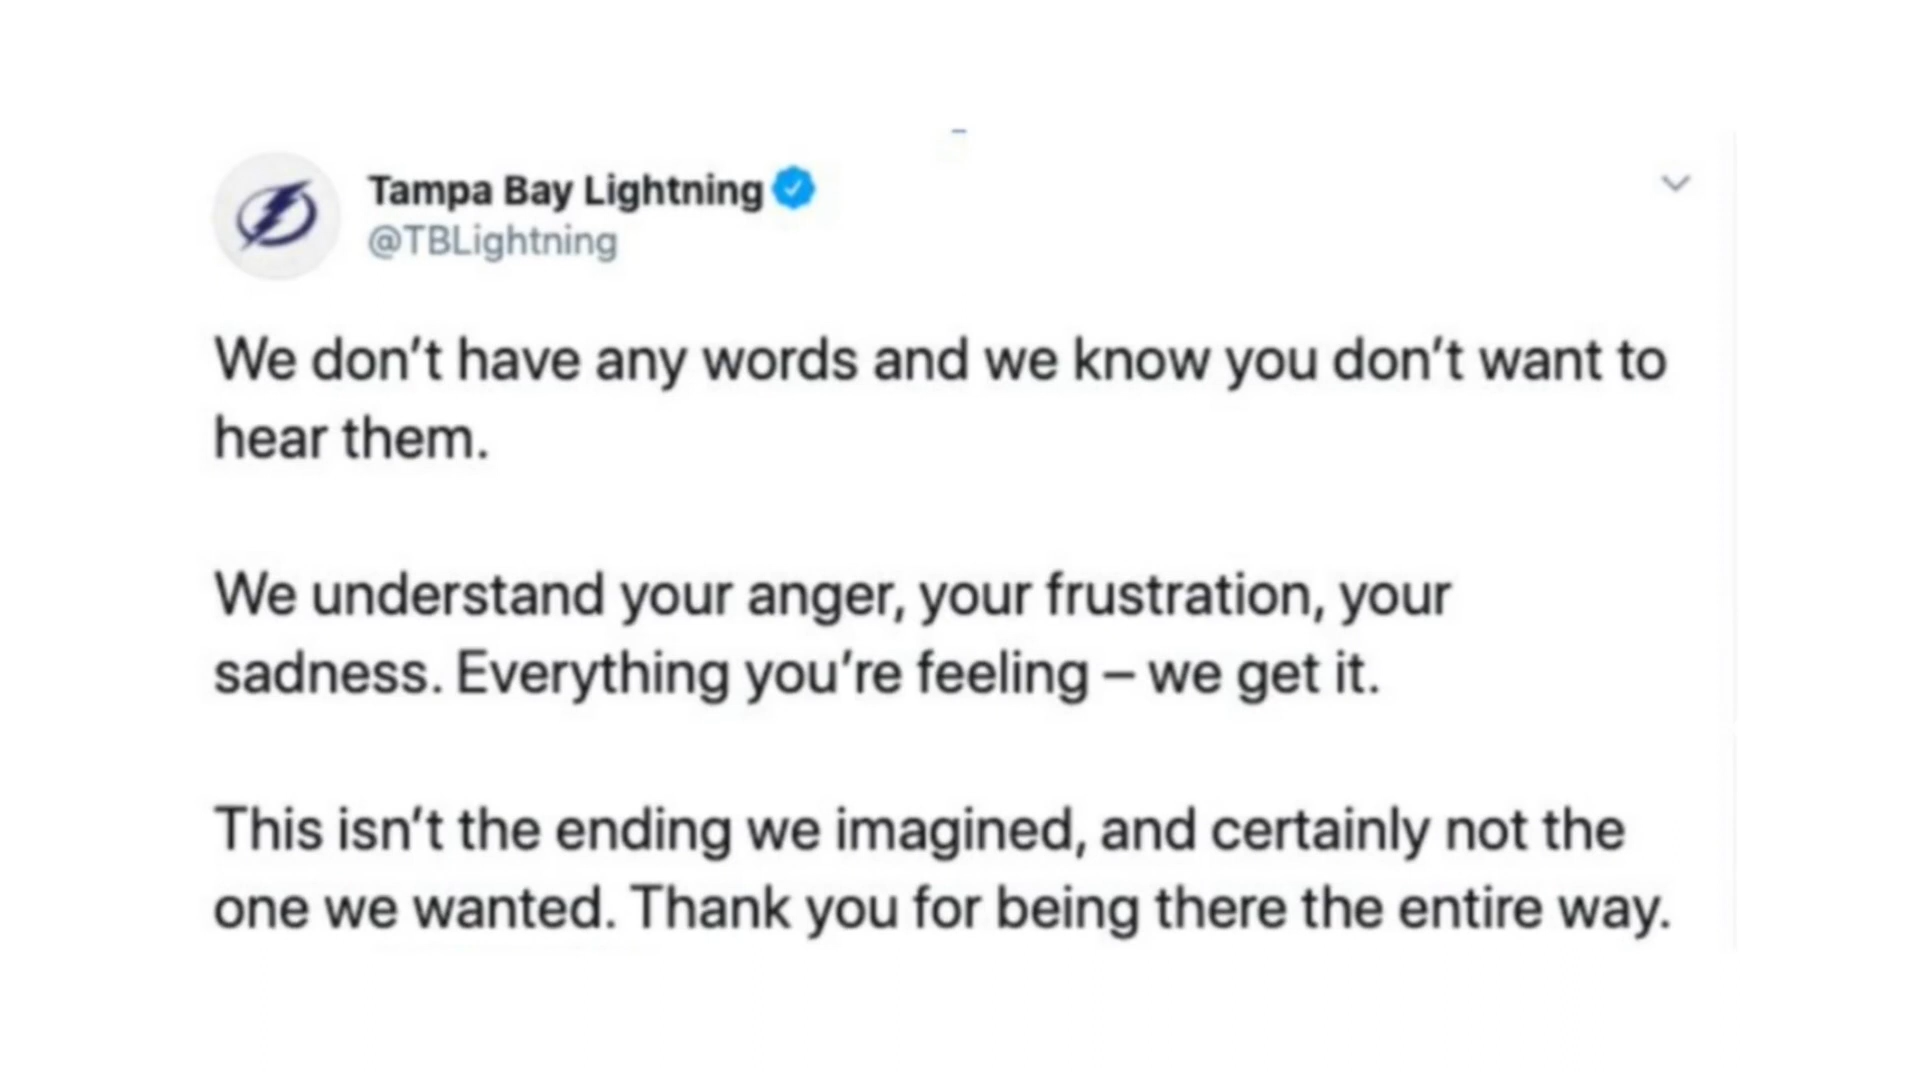 Tampa Bay Lightning
@TBLightning
We don’t have any words and we know you don’t want to
hear them.
We understand your anger, your frustration, your
sadness. Everything you’re feeling – we get it.
This isn’t the ending we imagined, and certainly not the
one we wanted. Thank you for being there the entire way.